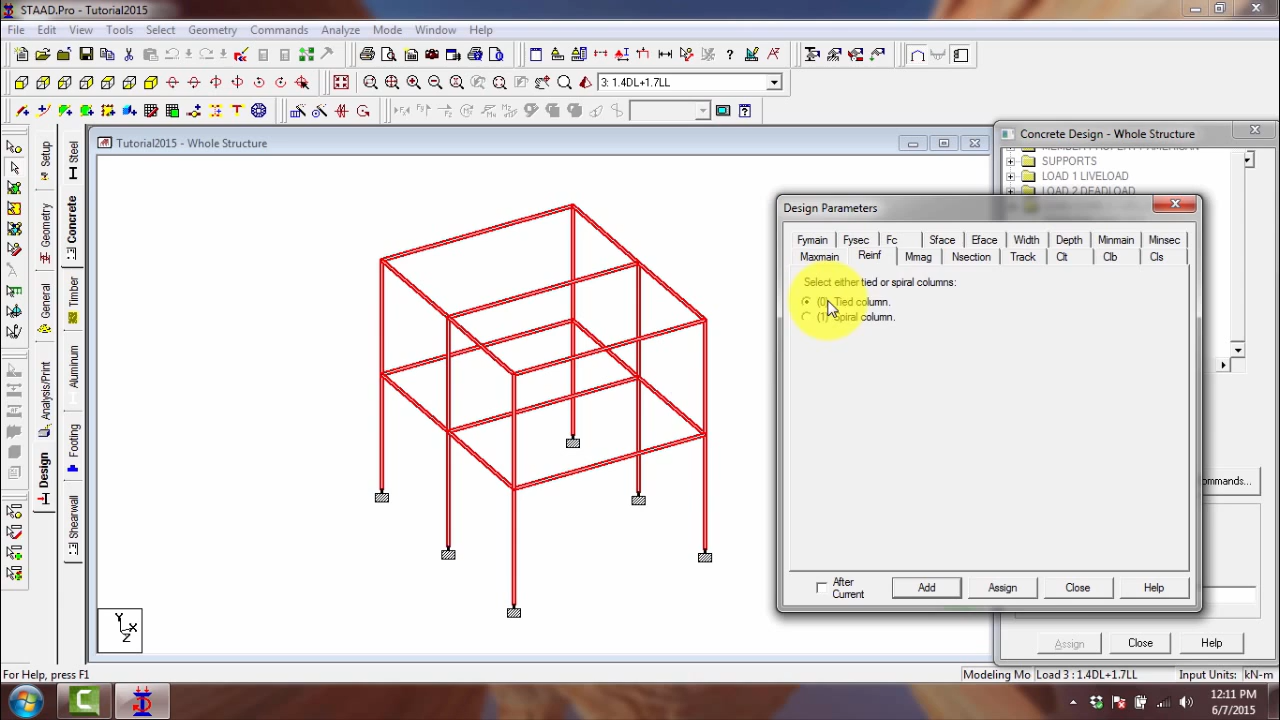 STAAD.Pro - Tutorial2015
File Edit View Tools Select Geometry Commands Analyze Mode Window Help
3: 1.4DL+1.7LL
Setup
Geometry
General
Analysis/Print
Design
Steel
Concrete
Timber
Aluminum
Footing
Shearwall
Tutorial2015 - Whole Structure
Y
X
Z
Concrete Design - Whole Structure
MEMBER PROPERTY AMERICAN
SUPPORTS
LOAD 1 LIVELOAD
LOAD 2 DEADLOAD
ommands...
Assign Close Help
Design Parameters
Fymain Fysec Fc Sface Eface Width Depth Minmain Minsec
Maxmain Reinf Mmag Nsection Track Clt Clb Cls
Select either tied or spiral columns:
(0) Tied column.
(1) Spiral column.
After
Current
Add Assign Close Help
For Help, press F1
Modeling Mo Load 3 : 1.4DL+1.7LL Input Units: kN-m
12:11 PM
6/7/2015